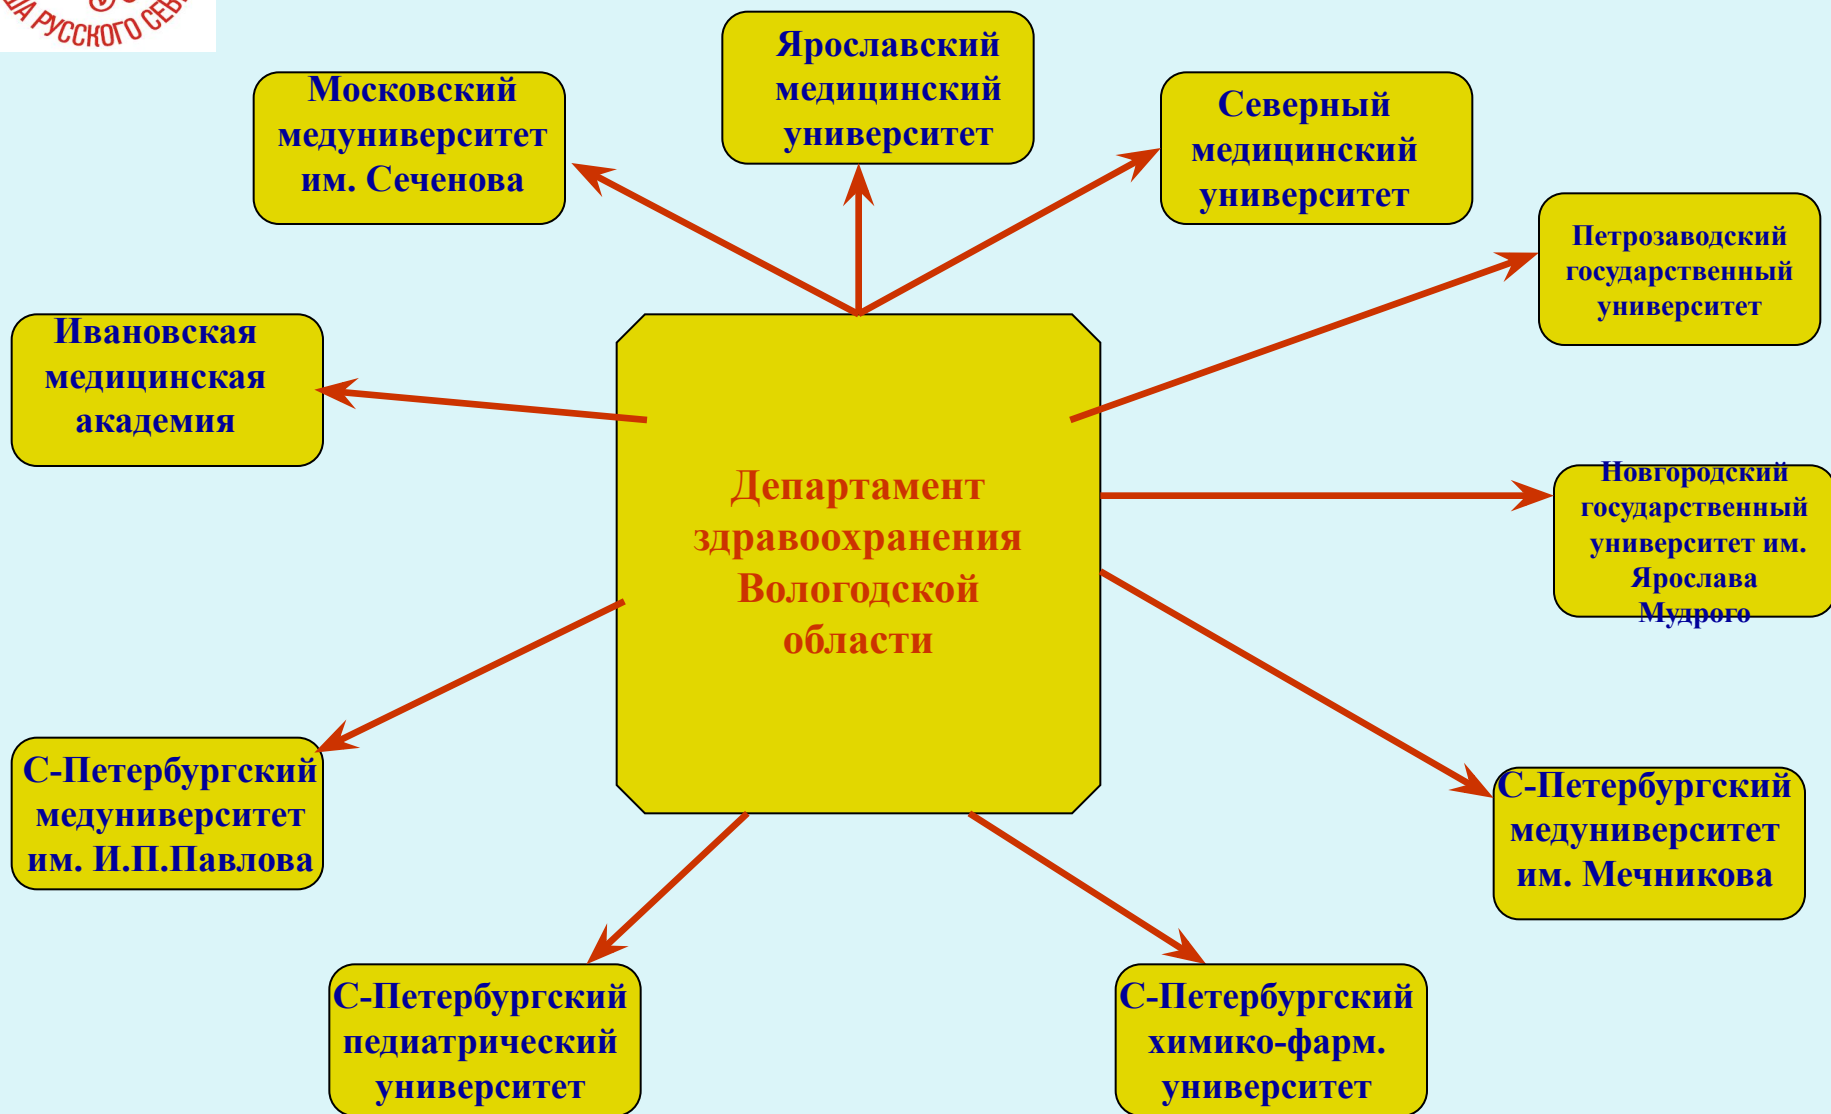 РУССКОГО
Ярославский
медицинский
университет
Московский
медуниверситет
им. Сеченова
Северный
медицинский
университет
Петрозаводский
государственный
университет
Ивановская
медицинская
академия
Департамент
здравоохранения
Вологодской
области
Новгородский
государственный
университет им.
Ярослава
Мудрого
С-Петербургский
медуниверситет
им. И.П.Павлова
С-Петербургский
медуниверситет
им. Мечникова
С-Петербургский
педиатрический
университет
С-Петербургский
химико-фарм.
университет